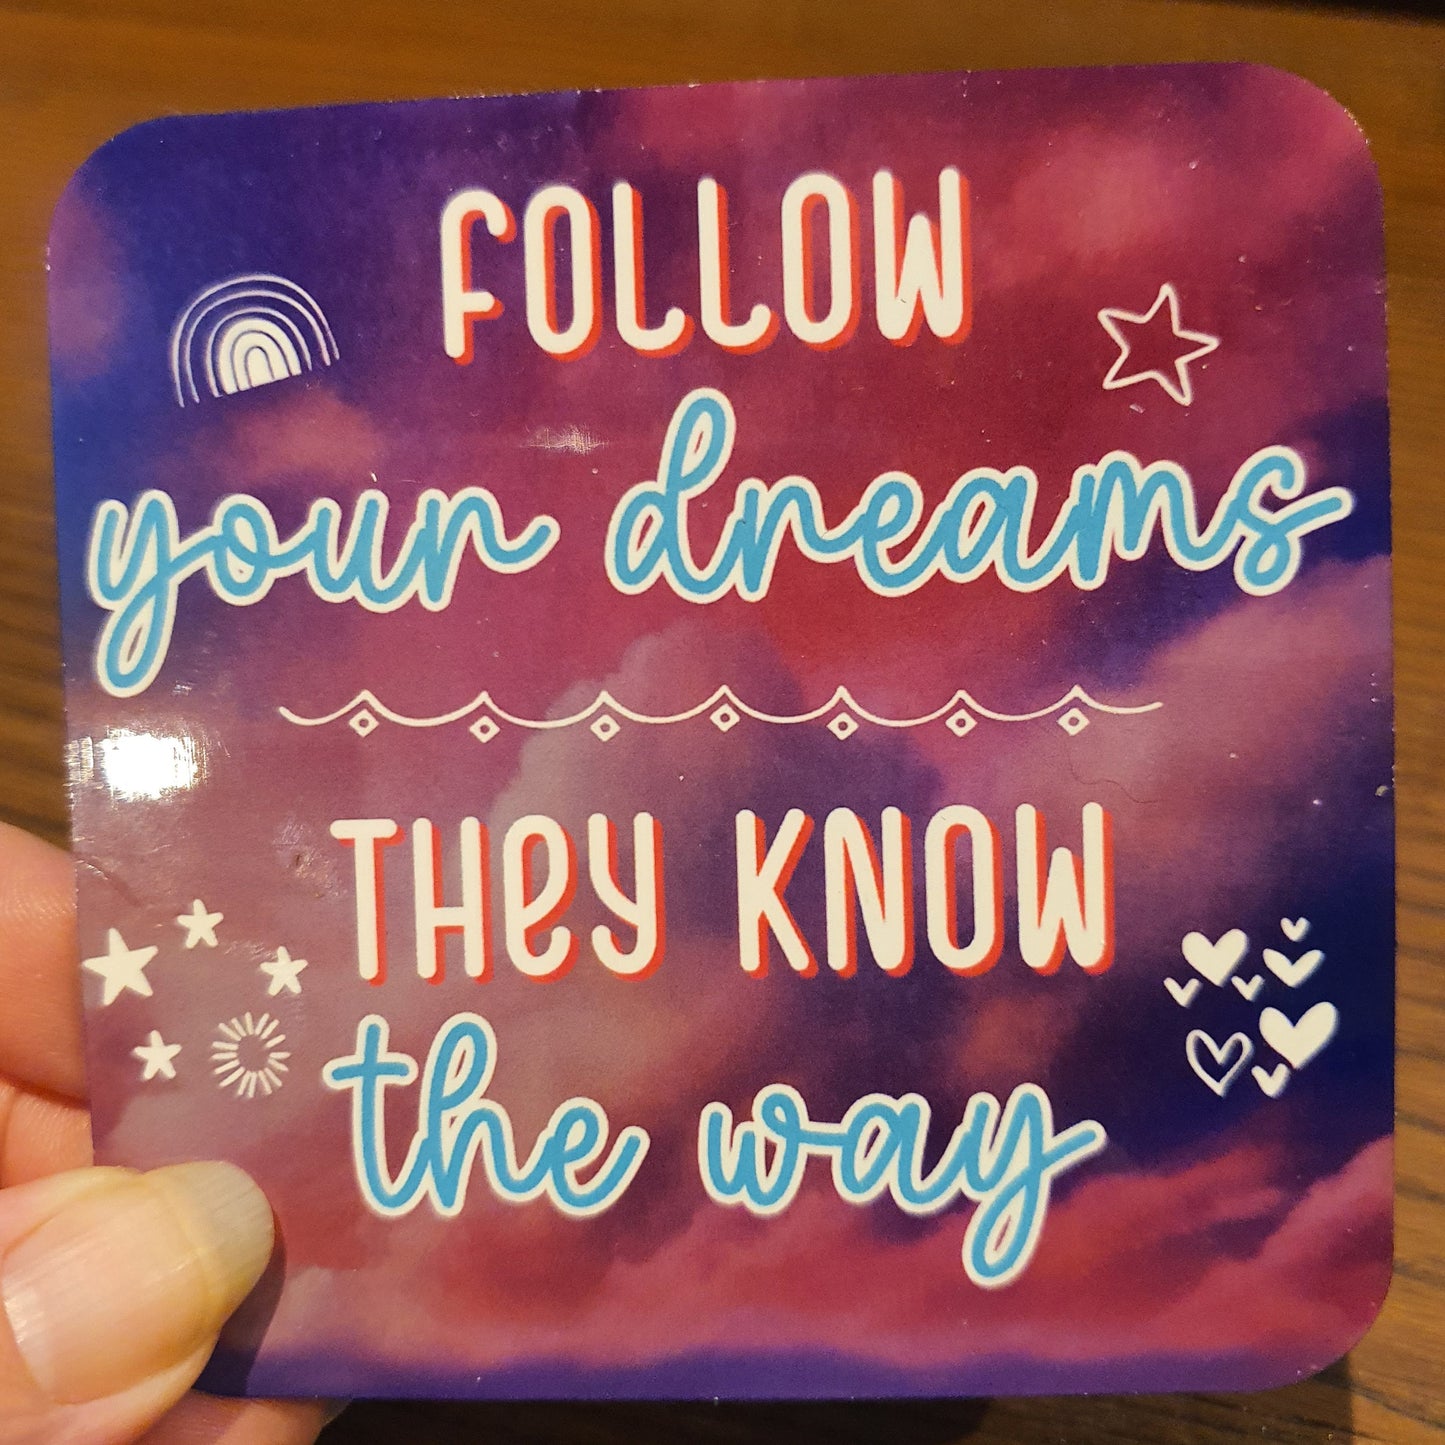 FOLLOW
your dreams
THEY KNOW
the way